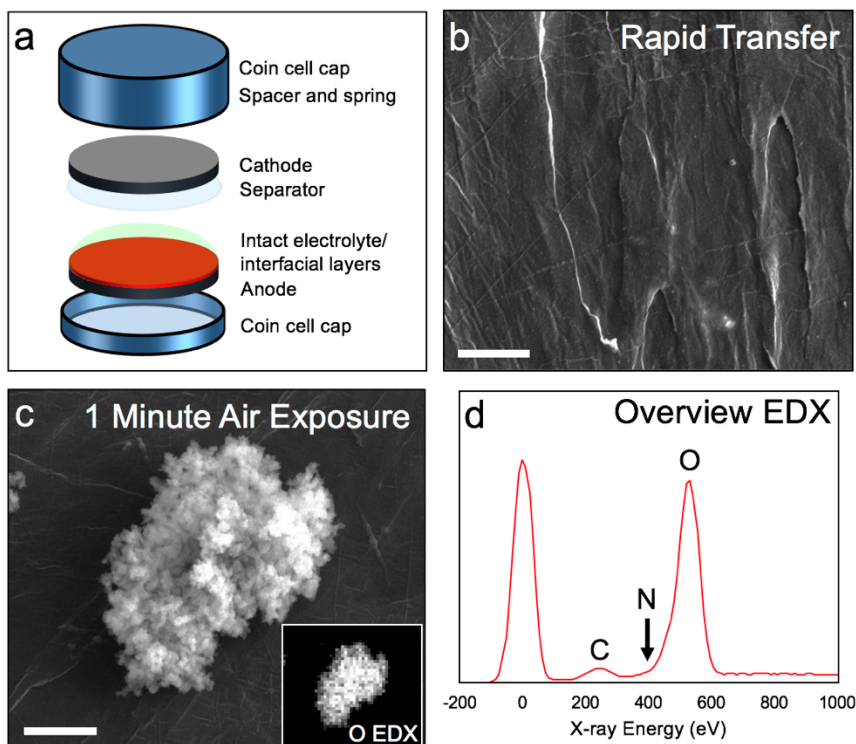 a
Coin cell cap
Spacer and spring
Cathode
Separator
Intact electrolyte/
interfacial layers
Anode
Coin cell cap
b
Rapid Transfer
c
1 Minute Air Exposure
O EDX
d
Overview EDX
O
N
C
-200 0 200 400 600 800 1000
X-ray Energy (eV)